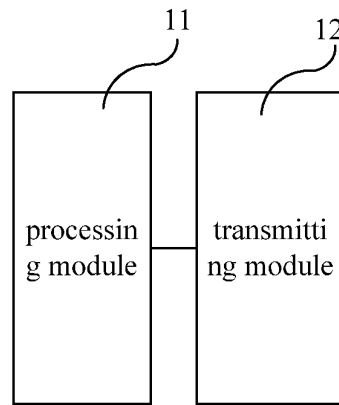 11
12
processin
g module
transmitti
ng module